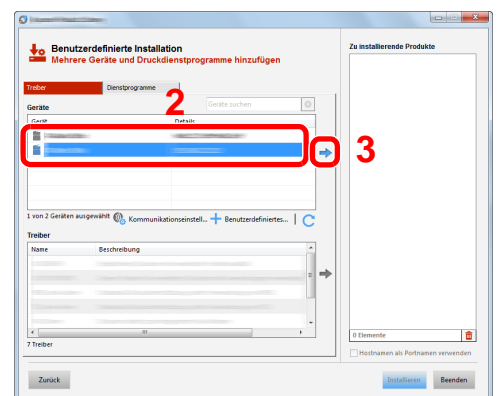 Benutzerdefinierte Installation
Mehrere Geräte und Druckdienstprogramme hinzufügen
Zu installierende Produkte
Treiber
Dienstprogramme
2
Geräte
Geräte suchen
Gerät
Details
3
1 von 2 Geräten ausgewählt
Kommunikationseinstell...
Benutzerdefiniertes...
Treiber
Name
Beschreibung
7 Treiber
0 Elemente
Hostnamen als Portnamen verwenden
Zurück
Installieren
Beenden